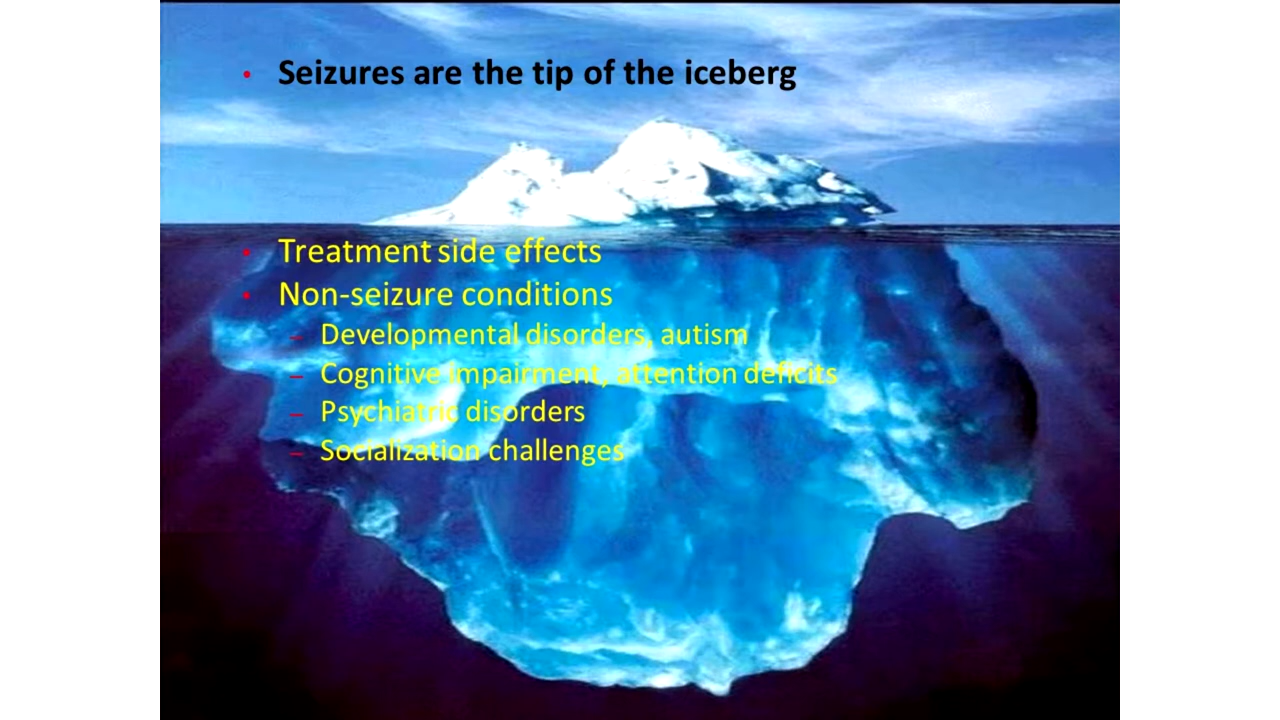 • Seizures are the tip of the iceberg
• Treatment side effects
• Non-seizure conditions
– Developmental disorders, autism
– Cognitive impairment, attention deficits
– Psychiatric disorders
– Socialization challenges